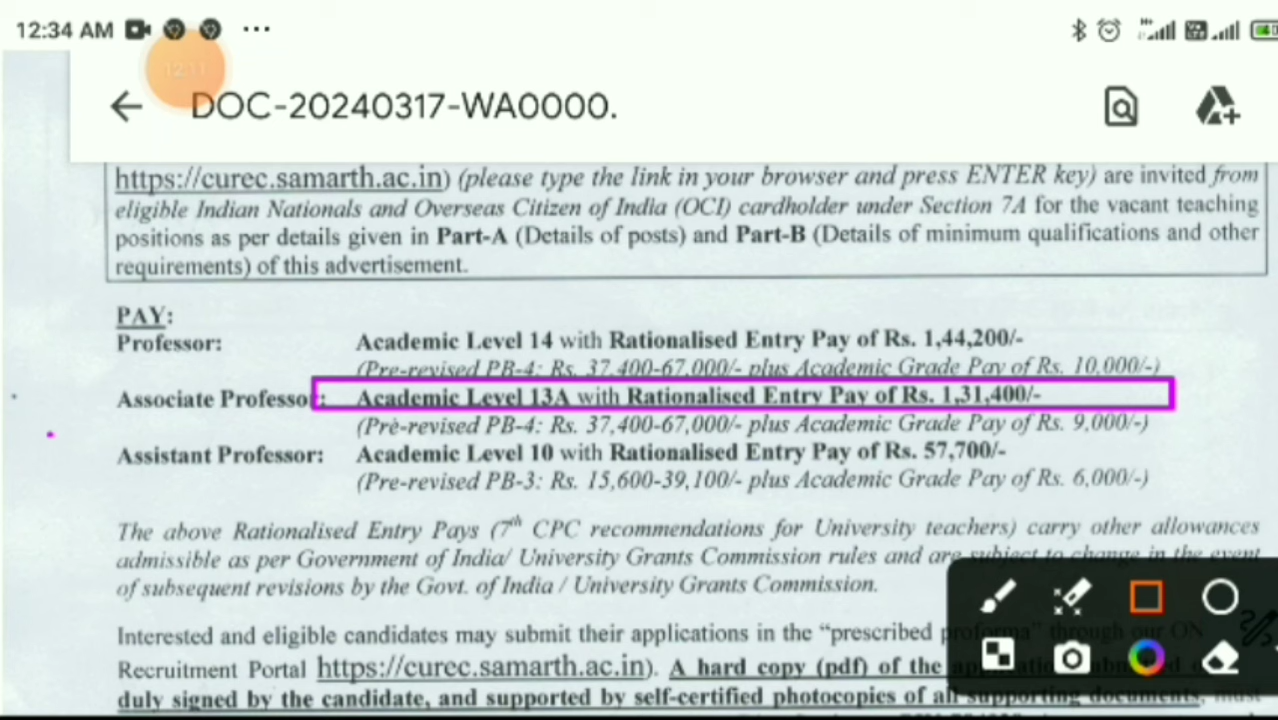 12:34 AM
12:11
DOC-20240317-WA0000.
https://curec.samarth.ac.in) (please type the link in your browser and press ENTER key) are invited from
eligible Indian Nationals and Overseas Citizen of India (OCI) cardholder under Section 7A for the vacant teaching
positions as per details given in Part-A (Details of posts) and Part-B (Details of minimum qualifications and other
requirements) of this advertisement.
PAY:
Professor: Academic Level 14 with Rationalised Entry Pay of Rs. 1,44,200/-
(Pre-revised PB-4: Rs. 37,400-67,000/- plus Academic Grade Pay of Rs. 10,000/-)
Associate Professor: Academic Level 13A with Rationalised Entry Pay of Rs. 1,31,400/-
(Pre-revised PB-4: Rs. 37,400-67,000/- plus Academic Grade Pay of Rs. 9,000/-)
Assistant Professor: Academic Level 10 with Rationalised Entry Pay of Rs. 57,700/-
(Pre-revised PB-3: Rs. 15,600-39,100/- plus Academic Grade Pay of Rs. 6,000/-)
The above Rationalised Entry Pays (7th CPC recommendations for University teachers) carry other allowances
admissible as per Government of India/ University Grants Commission rules and are subject to change in the event
of subsequent revisions by the Govt. of India / University Grants Commission.
Interested and eligible candidates may submit their applications in the “prescribed proforma” through our ON
Recruitment Portal https://curec.samarth.ac.in). A hard copy (pdf) of the
duly signed by the candidate, and supported by self-certified photocopies of all supporting documents, must